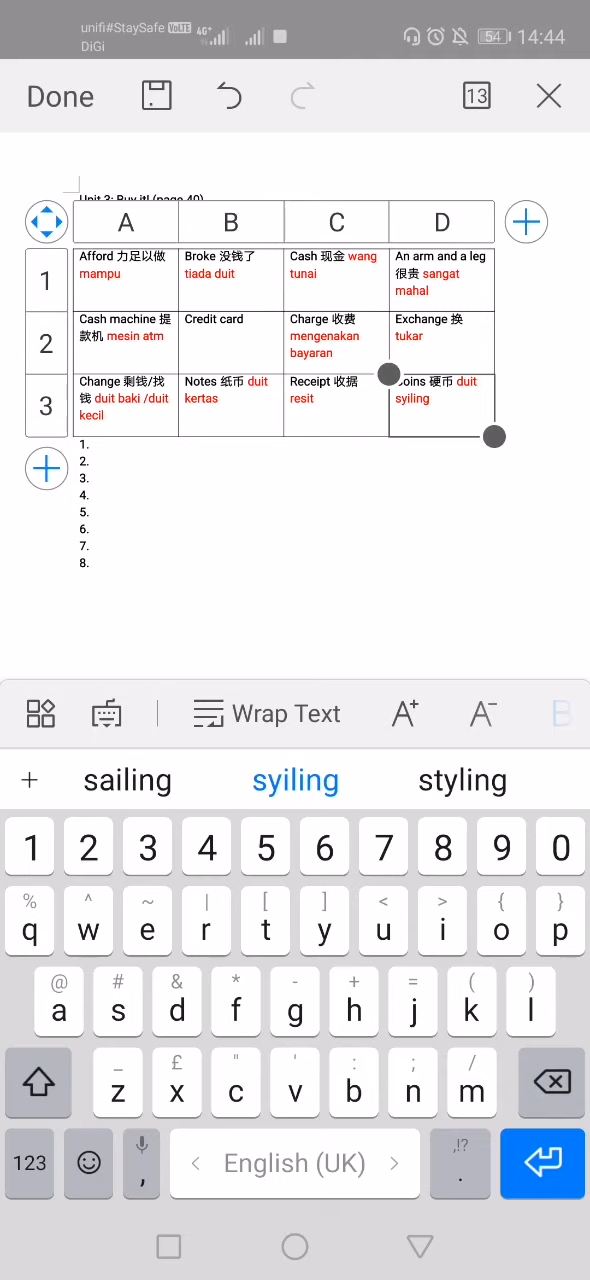 unifi#StaySafe VoLTE 4G+
DiGi
54 14:44
Done
13
Unit 3: Buy it! (page 40)
A B C D
1
Afford 力足以做
mampu
Broke 没钱了
tiada duit
Cash 现金 wang
tunai
An arm and a leg
很贵 sangat
mahal
2
Cash machine 提
款机 mesin atm
Credit card
Charge 收费
mengenakan
bayaran
Exchange 换
tukar
3
Change 剩钱/找
钱 duit baki /duit
kecil
Notes 纸币 duit
kertas
Receipt 收据
resit
Coins 硬币 duit
syiling
1.
2.
3.
4.
5.
6.
7.
8.
Wrap Text A+ A- B
+ sailing syiling styling
1 2 3 4 5 6 7 8 9 0
% ^ ~ | [ ] < > { }
q w e r t y u i o p
@ # & * - + = ( )
a s d f g h j k l
_ £ " ' : ; /
z x c v b n m
123 , < English (UK) > ,!? .